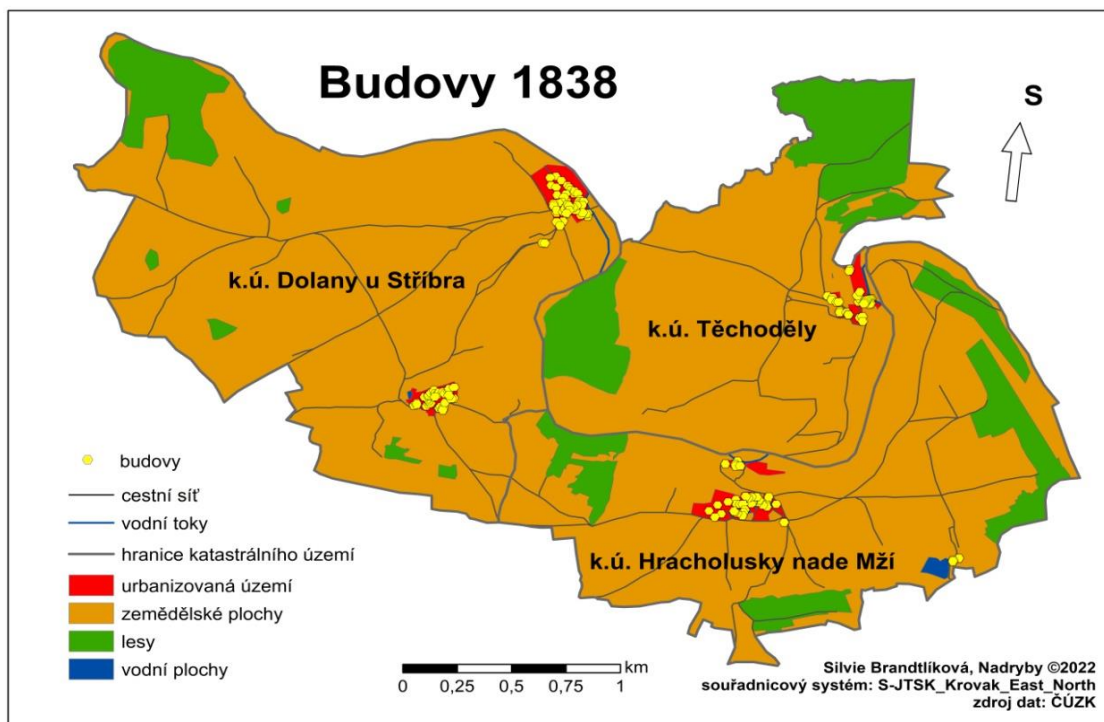 Budovy 1838
S
k.ú. Dolany u Stříbra
k.ú. Těchoděly
k.ú. Hracholusky nade Mží
budovy
cestní síť
vodní toky
hranice katastrálního území
urbanizovaná území
zemědělské plochy
lesy
vodní plochy
km
0 0,25 0,5 0,75 1
Silvie Brandtlíková, Nadryby ©2022
souřadnicový systém: S-JTSK_Krovak_East_North
zdroj dat: ČÚZK